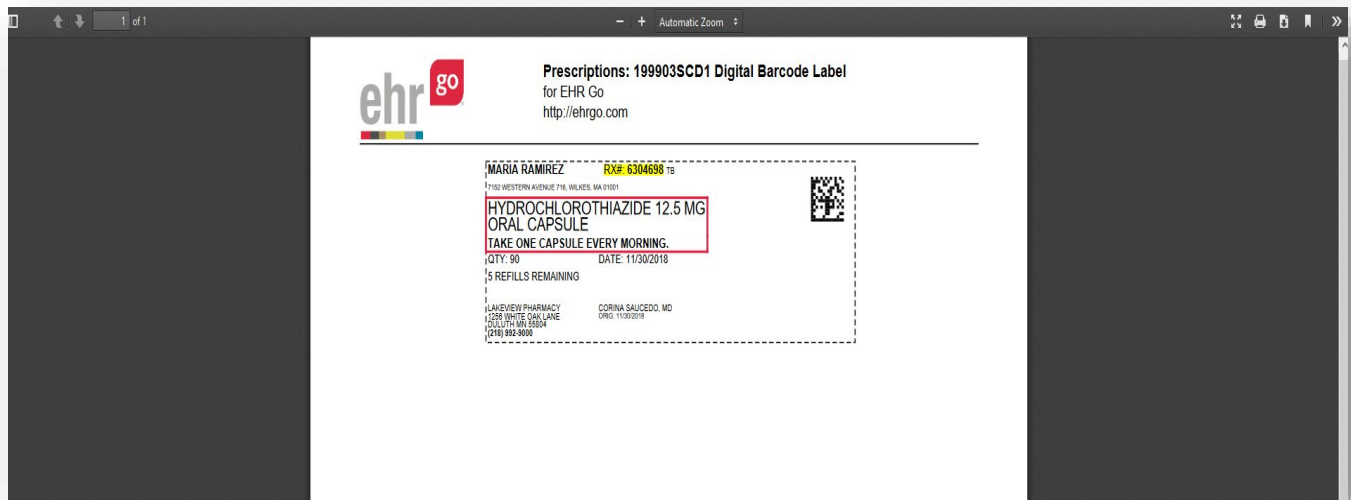 1 of 1
Automatic Zoom
ehr go
Prescriptions: 199903SCD1 Digital Barcode Label
for EHR Go
http://ehrgo.com
MARIA RAMIREZ RX#: 6304698 TB
7152 WESTERN AVENUE 716, WILKES, MA 01001
HYDROCHLOROTHIAZIDE 12.5 MG
ORAL CAPSULE
TAKE ONE CAPSULE EVERY MORNING.
QTY: 90 DATE: 11/30/2018
5 REFILLS REMAINING
LAKEVIEW PHARMACY CORINA SAUCEDO, MD
1256 WHITE OAK LANE ORIG: 11/30/2018
DULUTH MN 55804
(218) 992-9000